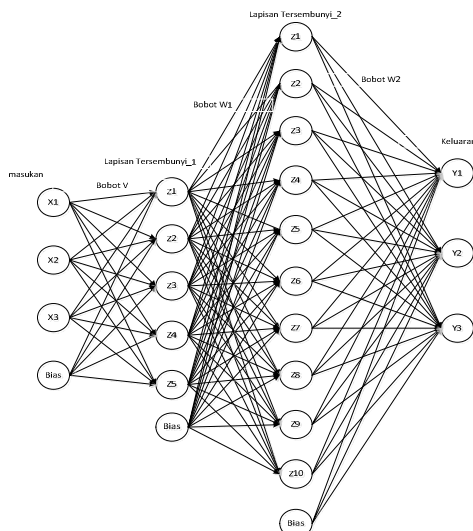 Lapisan Tersembunyi_2
Z1
Z2
Bobot W2
Bobot W1
Z3
Keluaran
Lapisan Tersembunyi_1
masukan
Bobot V
Z1
Z4
Y1
X1
Z2
Z5
Y2
X2
Z3
Z6
X3
Z4
Z7
Y3
Bias
Z5
Z8
Bias
Z9
Z10
Bias